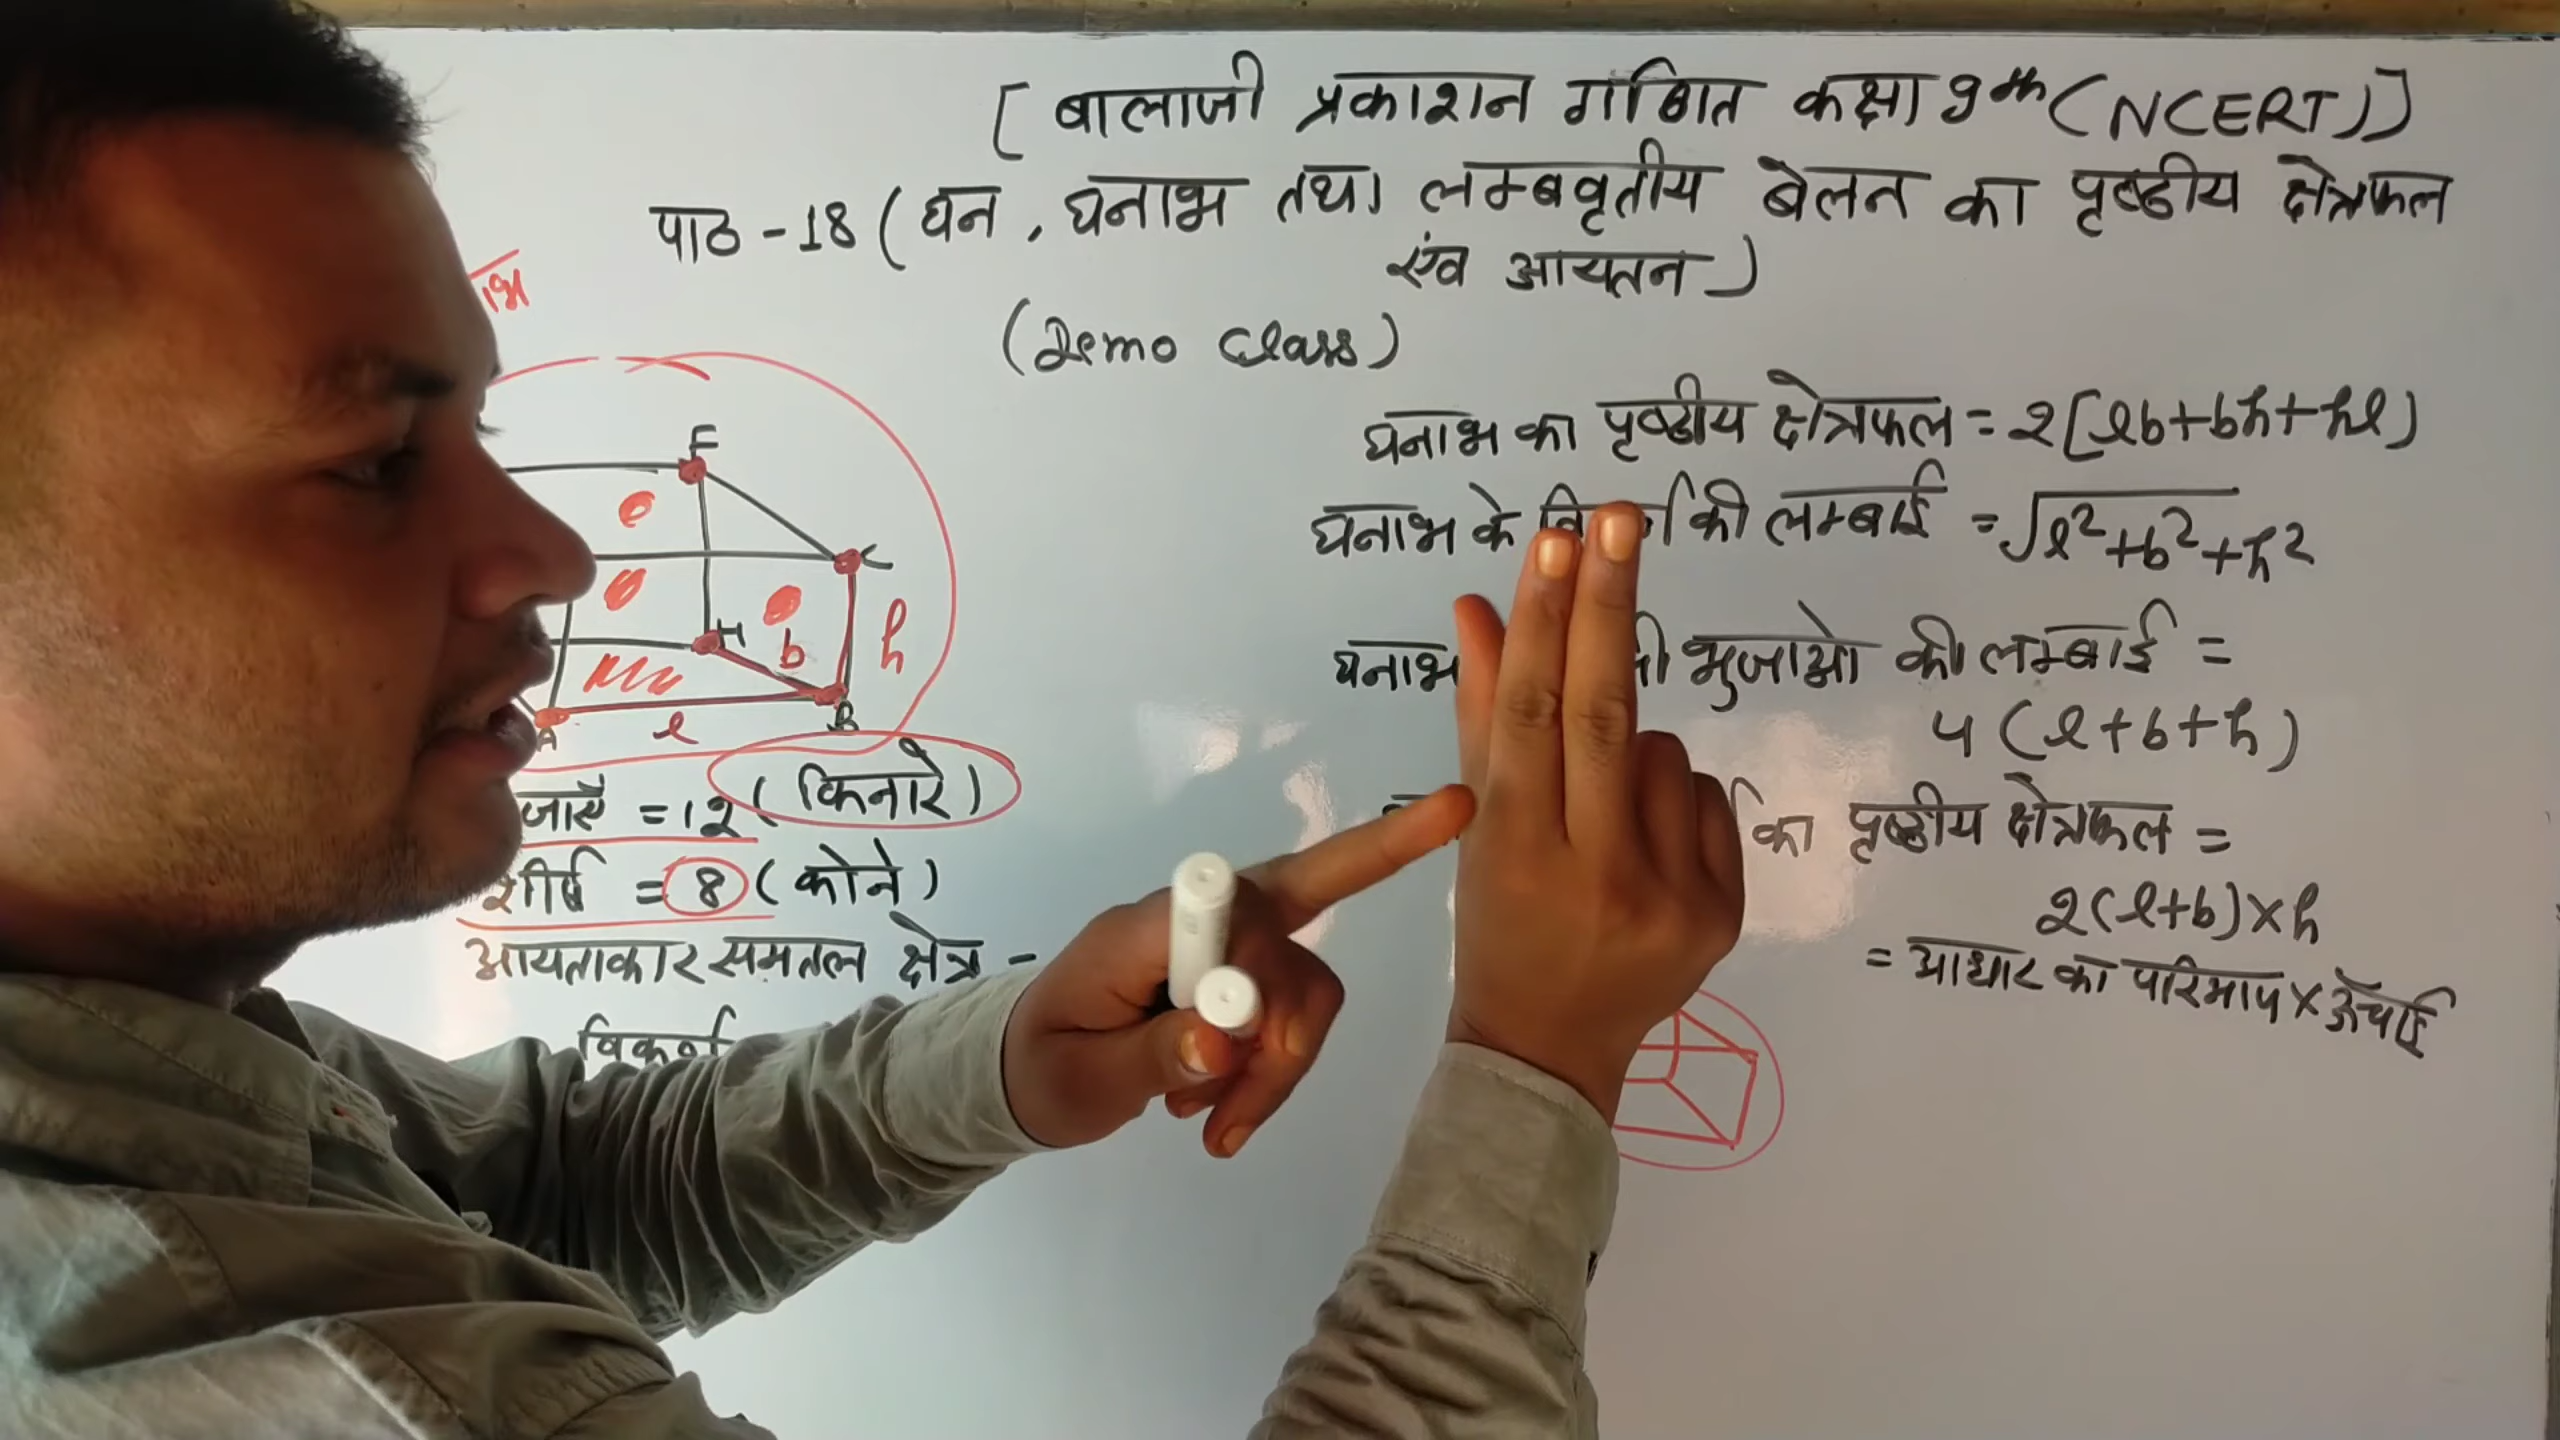 [ बालाजी प्रकाशन गणित कक्षा 9th (NCERT)]
पाठ -18 ( घन , घनाभ तथा लम्बवृतीय बेलन का पृष्ठीय क्षेत्रफल
एंव आयतन)
(Demo Class)
घनाभ का पृष्ठीय क्षेत्रफल = 2[lb+bh+hl)
घनाभ के की लम्बाई = √l²+b²+h²
घनाभ भुजाओ की लम्बाई =
4 (l+b+h)
का पृष्ठीय क्षेत्रफल =
2(l+b)×h
= आधार का परिमाप × ऊँचाई
F
C
H
b
h
A
l
B
= 12 ( किनारे)
शीर्ष = 8 ( कोने)
आयताकार समतल क्षेत्र -
विकर्ण